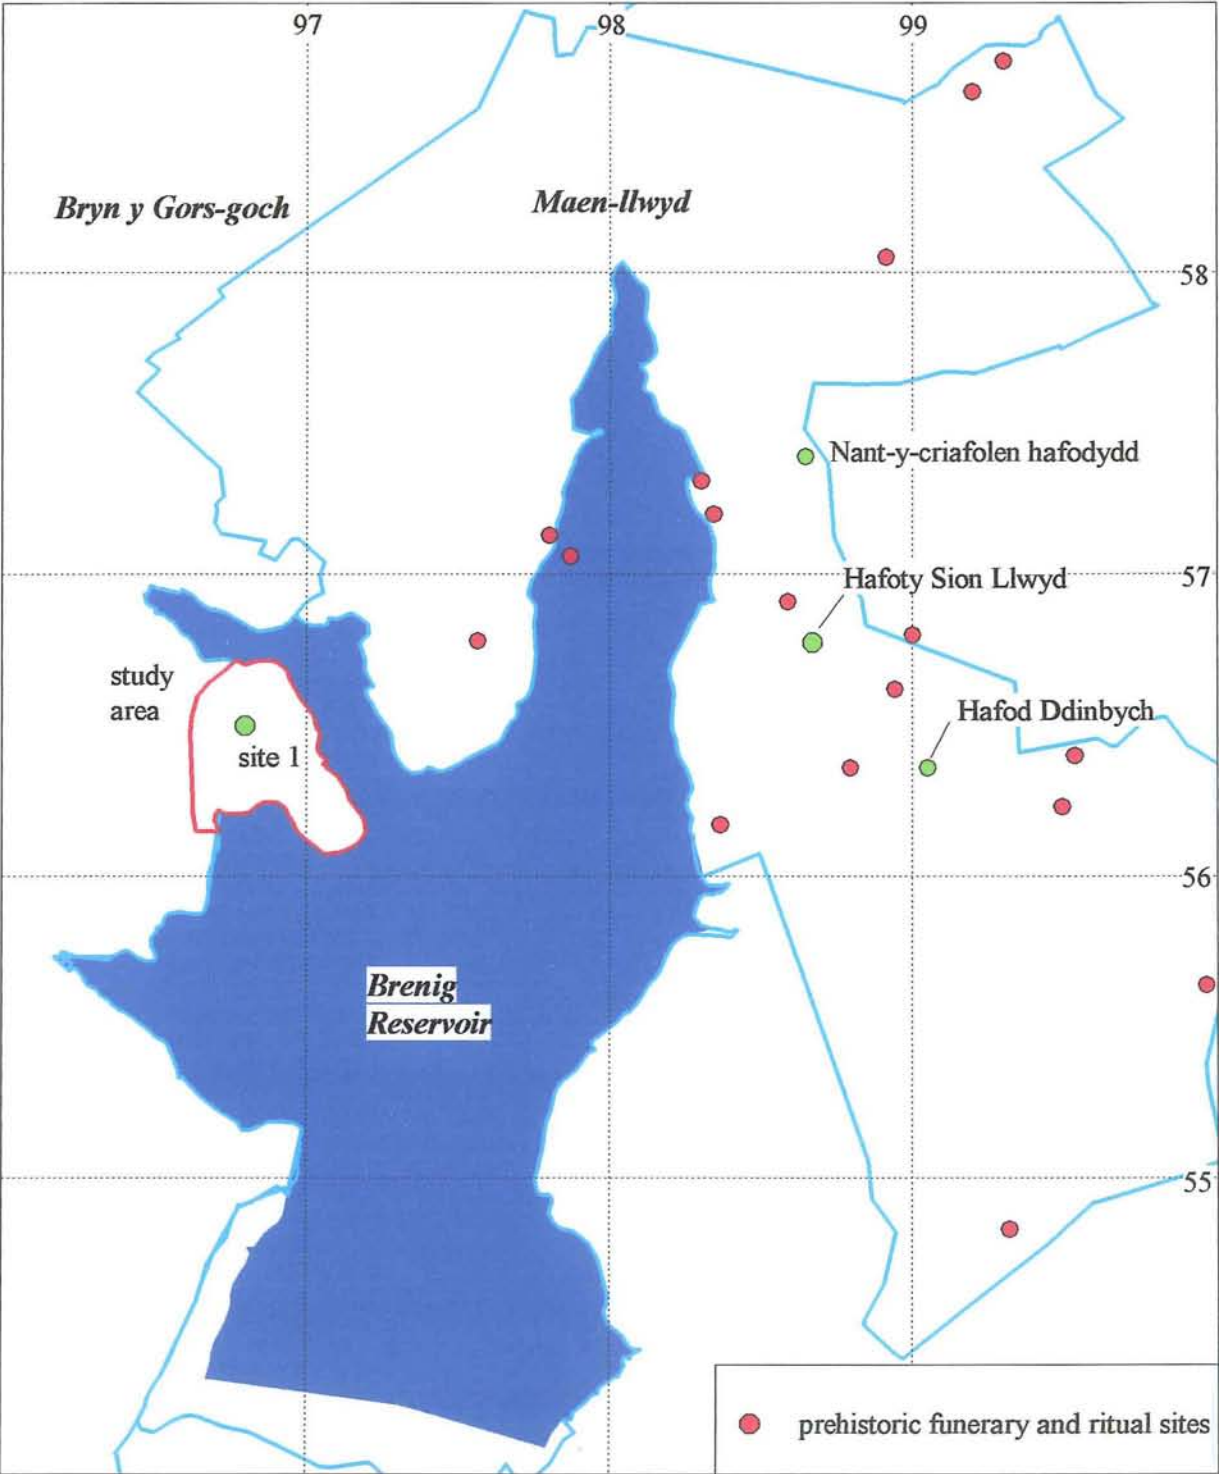 97 98 99
Bryn y Gors-goch
Maen-llwyd
58
Nant-y-criafolen hafodydd
57
Hafoty Sion Llwyd
study
area
Hafod Ddinbych
site 1
56
Brenig
Reservoir
55
prehistoric funerary and ritual sites